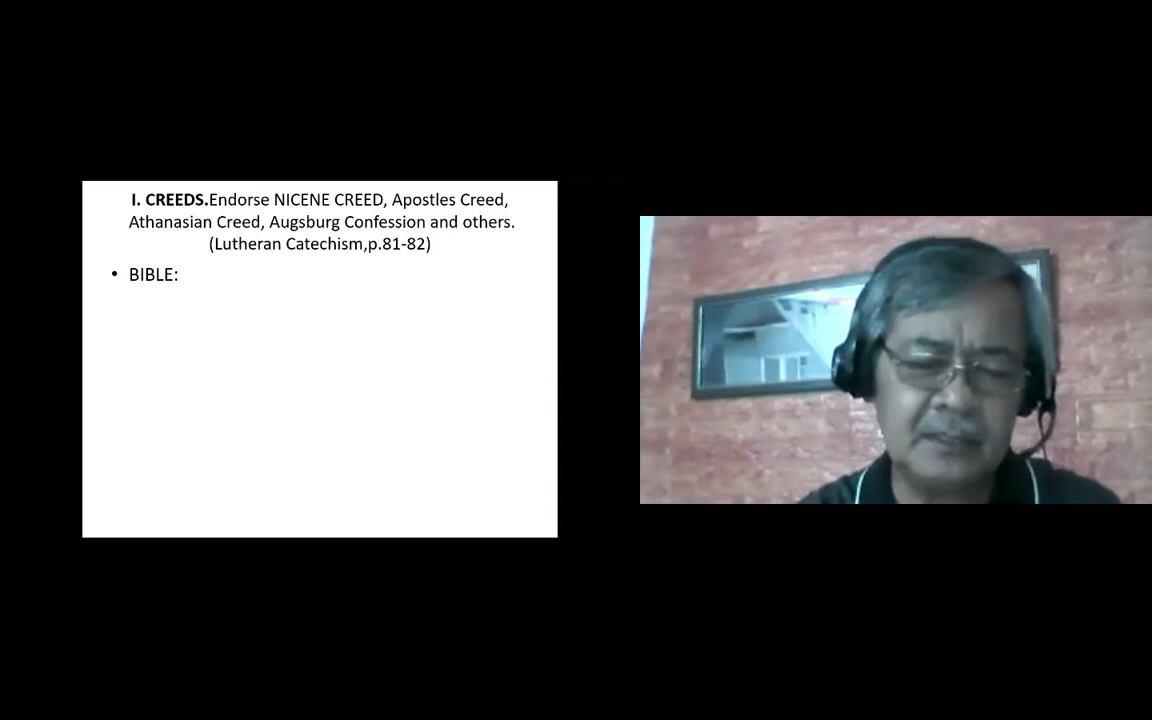 I. CREEDS.Endorse NICENE CREED, Apostles Creed,
Athanasian Creed, Augsburg Confession and others.
(Lutheran Catechism,p.81-82)
• BIBLE: